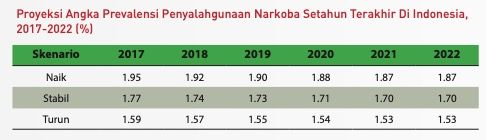 Proyeksi Angka Prevalensi Penyalahgunaan Narkoba Setahun Terakhir Di Indonesia,
2017-2022 (%)
Skenario 2017 2018 2019 2020 2021 2022
Naik 1.95 1.92 1.90 1.88 1.87 1.87
Stabil 1.77 1.74 1.73 1.71 1.70 1.70
Turun 1.59 1.57 1.55 1.54 1.53 1.53